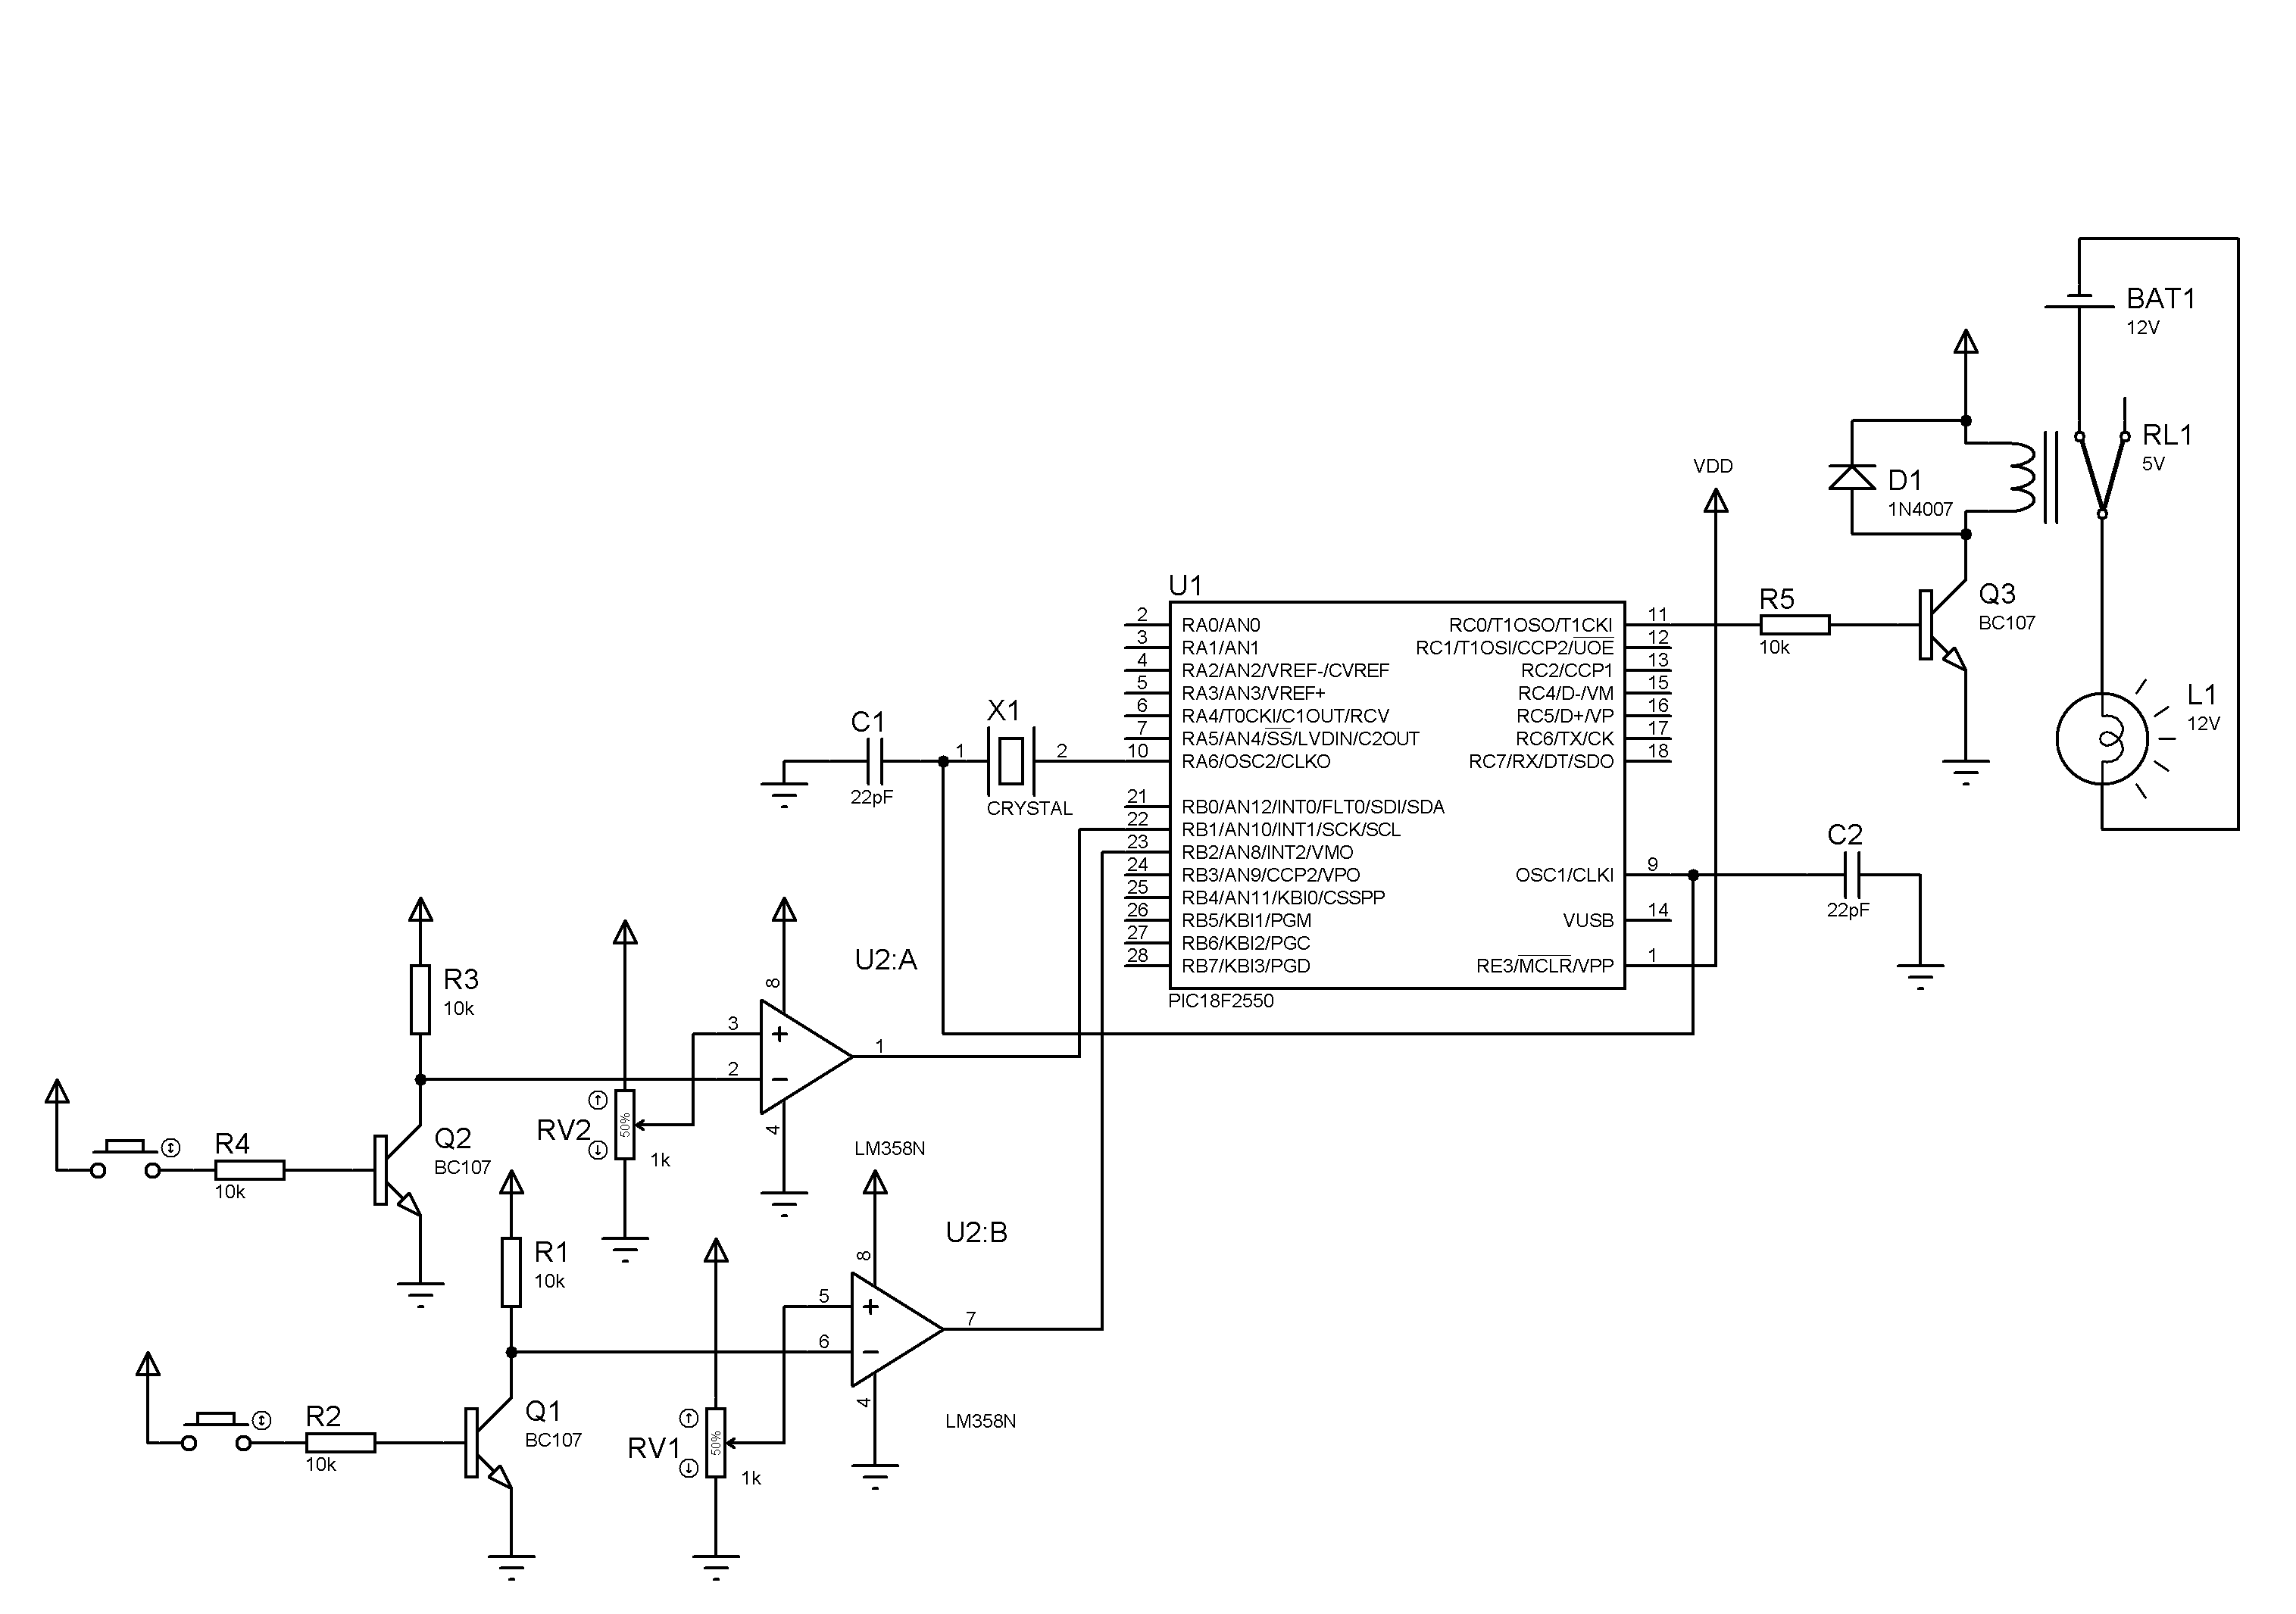 BAT1
12V
RL1
5V
VDD
D1
1N4007
U1
R5
10k
Q3
BC107
2 RA0/AN0 RC0/T1OSO/T1CKI 11
3 RA1/AN1 RC1/T1OSI/CCP2/UOE 12
4 RA2/AN2/VREF-/CVREF RC2/CCP1 13
5 RA3/AN3/VREF+ RC4/D-/VM 15
6 RA4/T0CKI/C1OUT/RCV RC5/D+/VP 16
7 RA5/AN4/SS/LVDIN/C2OUT RC6/TX/CK 17
10 RA6/OSC2/CLKO RC7/RX/DT/SDO 18
21 RB0/AN12/INT0/FLT0/SDI/SDA
22 RB1/AN10/INT1/SCK/SCL
23 RB2/AN8/INT2/VMO
24 RB3/AN9/CCP2/VPO OSC1/CLKI 9
25 RB4/AN11/KBI0/CSSPP
26 RB5/KBI1/PGM VUSB 14
27 RB6/KBI2/PGC
28 RB7/KBI3/PGD RE3/MCLR/VPP 1
PIC18F2550
L1
12V
C1
22pF
X1
1 2
CRYSTAL
C2
22pF
U2:A
8
3
+
2
−
1
4
LM358N
R3
10k
R4
10k
Q2
BC107
RV2
50%
1k
U2:B
8
5
+
6
−
7
4
LM358N
R1
10k
R2
10k
Q1
BC107
RV1
50%
1k